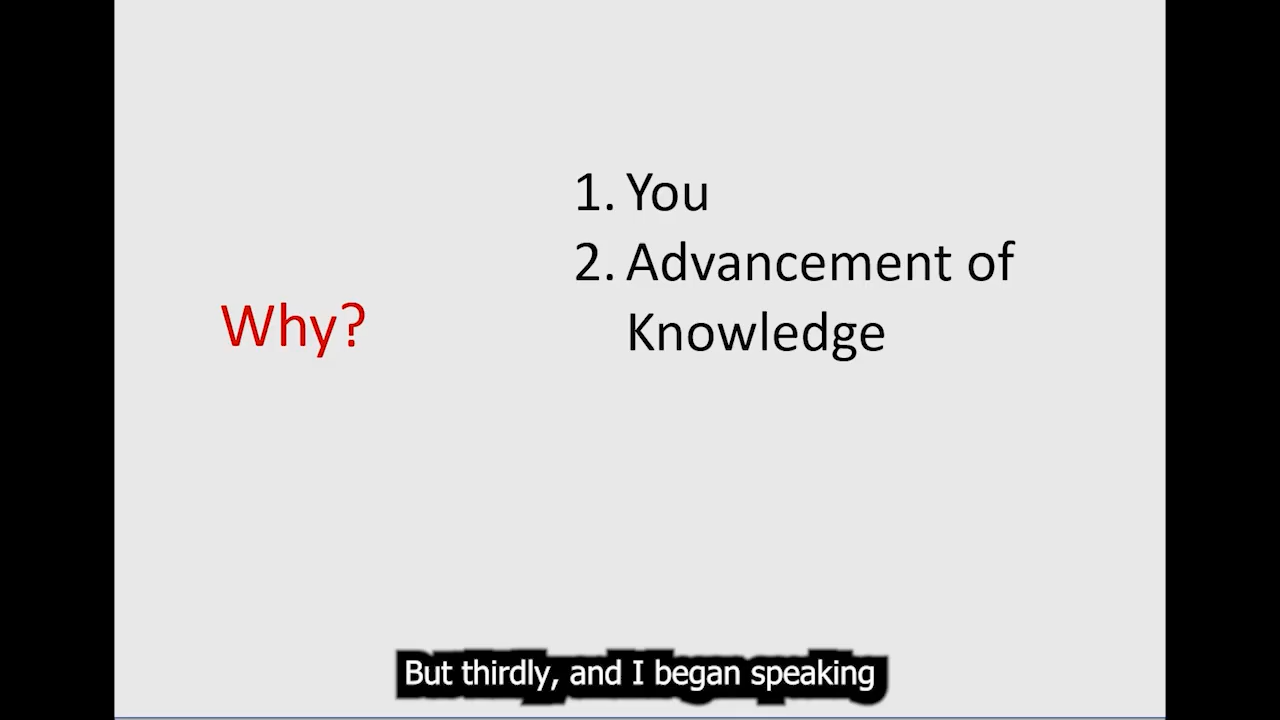 Why?
1. You
2. Advancement of
Knowledge
But thirdly, and I began speaking